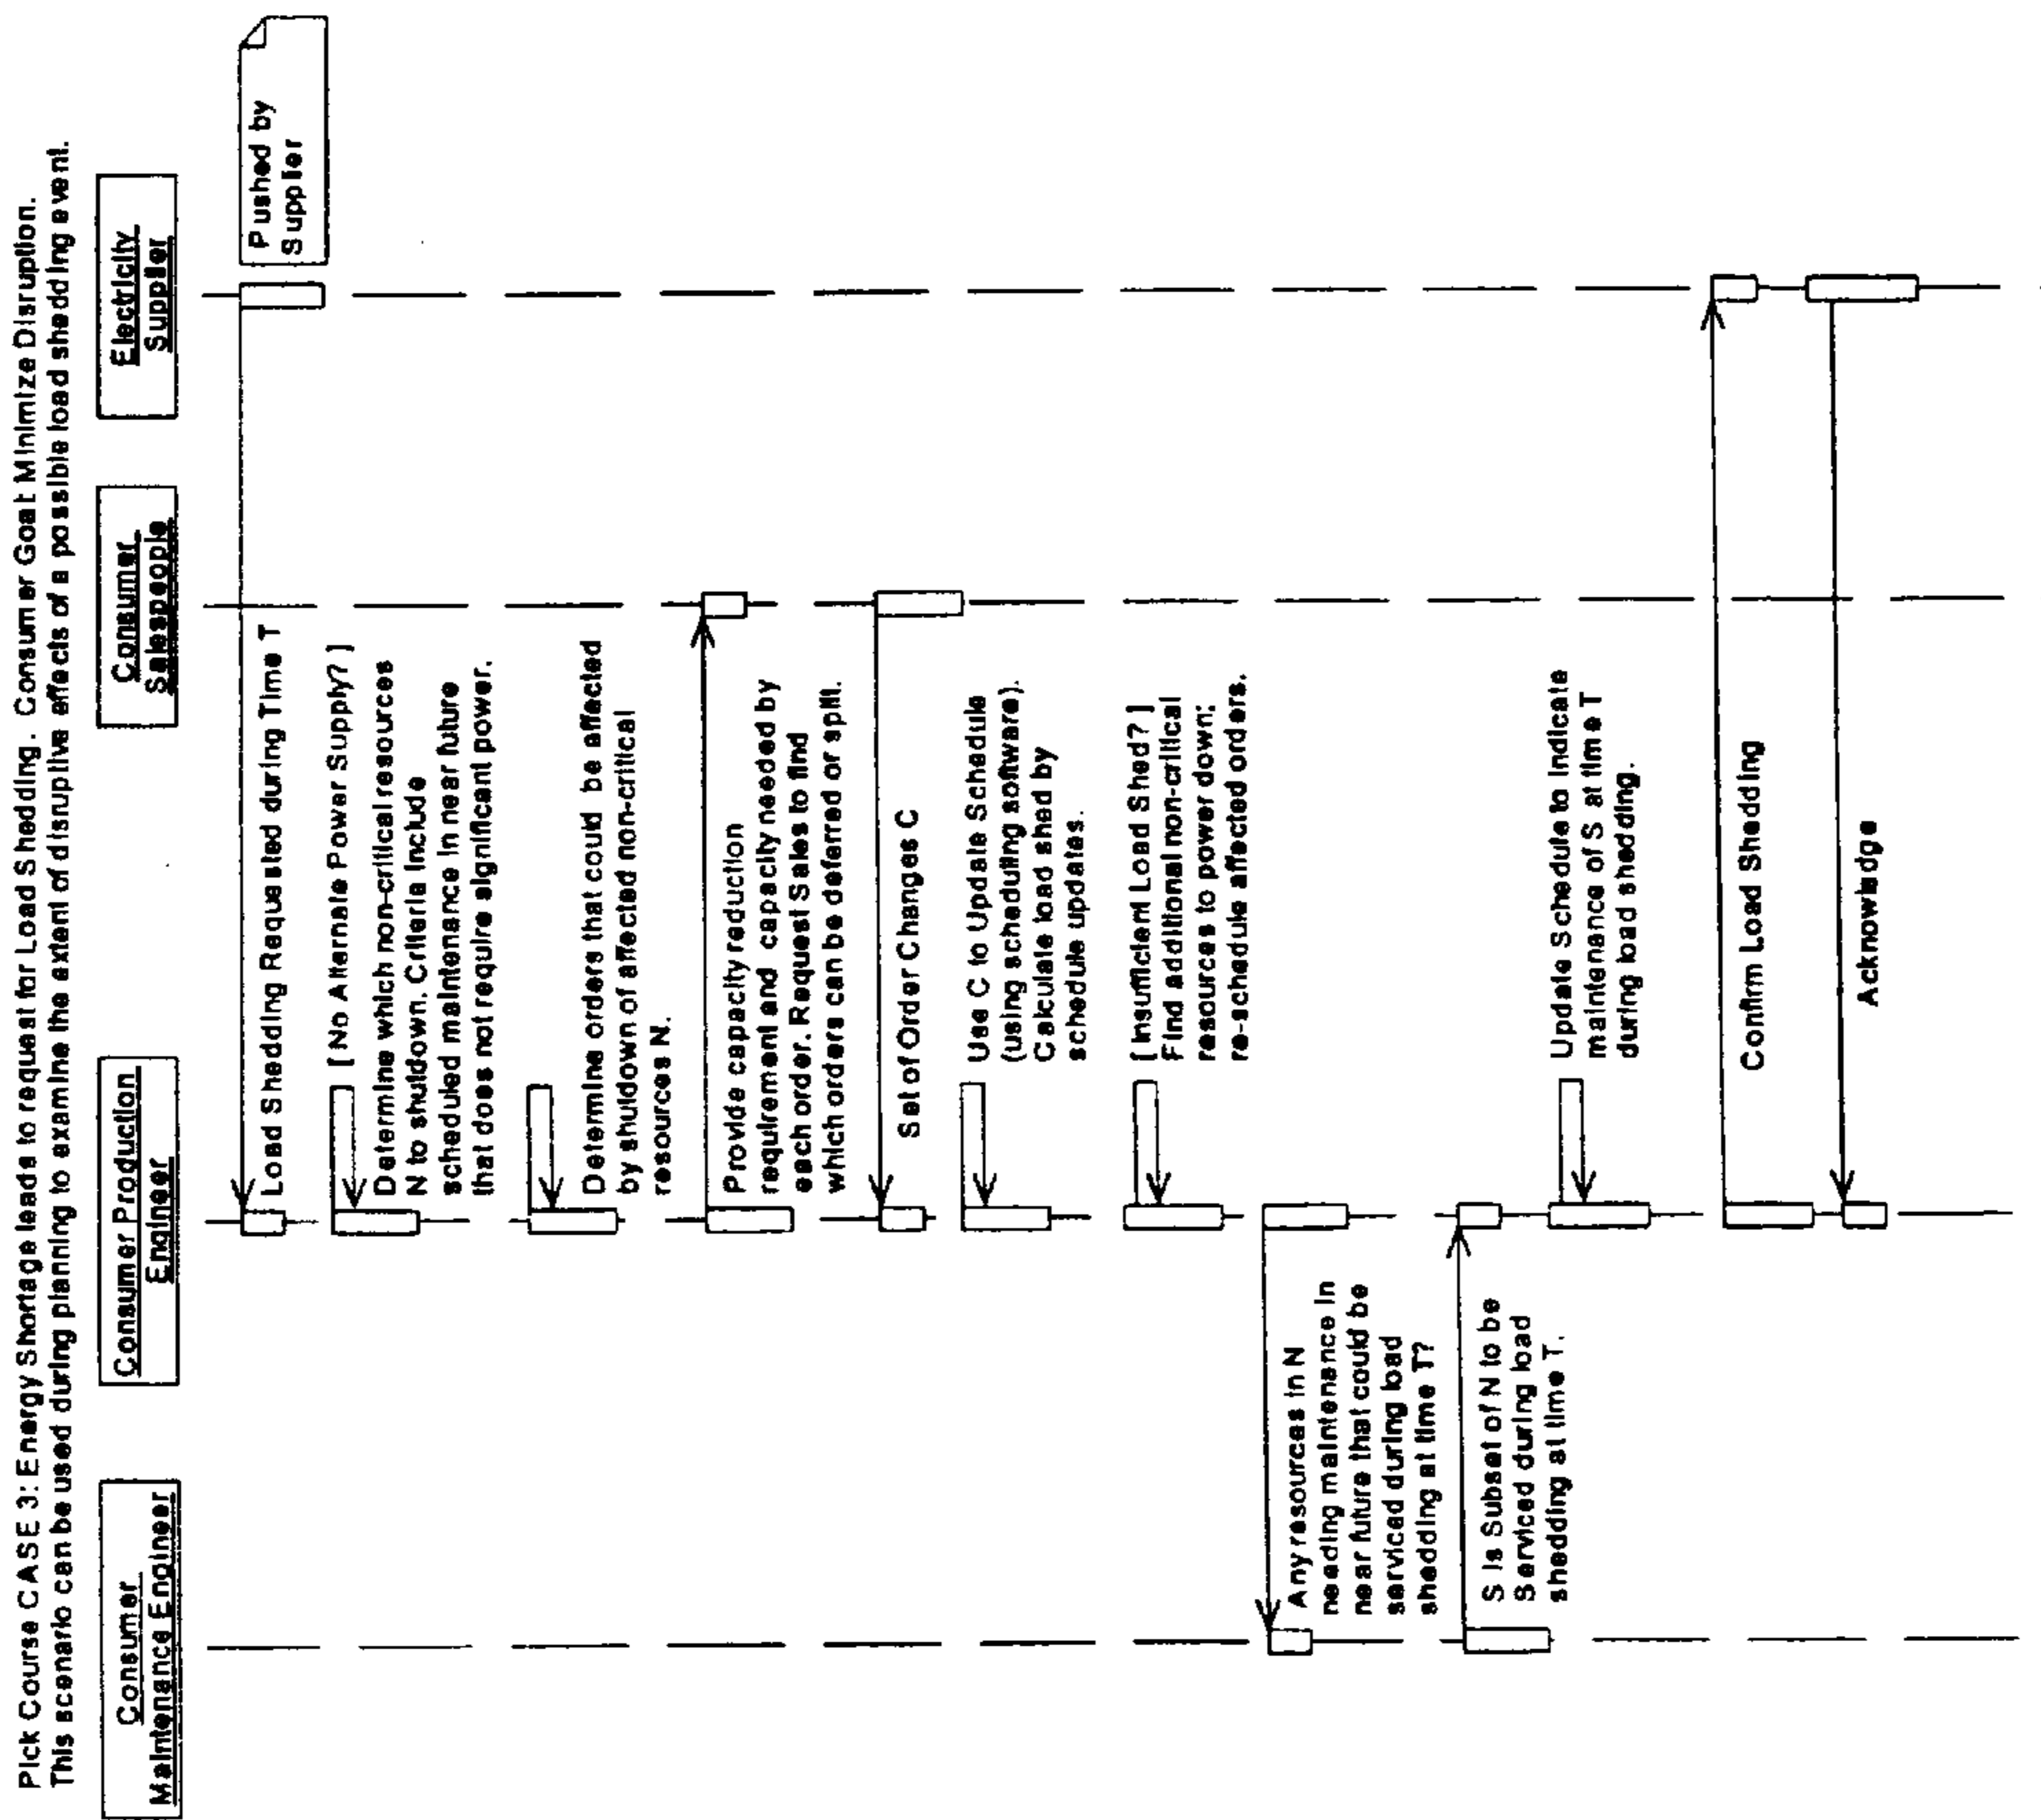 Pick Course CASE 3: Energy Shortage leads to request for Load Shedding. Consumer Goal: Minimize Disruption.
This scenario can be used during planning to examine the extent of disruptive effects of a possible load shedding event.
Consumer
Maintenance Engineer
Consumer Production
Engineer
Consumer
Salespeople
Electricity
Supplier
Pushed by
Supplier
Load Shedding Requested during Time T
[No Alternate Power Supply?]
Determine which non-critical resources
N to shutdown. Criteria include
scheduled maintenance in near future
that does not require significant power.
Determine orders that could be affected
by shutdown of affected non-critical
resources N.
Provide capacity reduction
requirement and capacity needed by
each order. Request Sales to find
which orders can be deferred or split.
Set of Order Changes C
Use C to Update Schedule
(using scheduling software).
Calculate load shed by
schedule updates.
[Insufficient Load Shed?]
Find additional non-critical
resources to power down;
re-schedule affected orders.
Any resources in N
needing maintenance in
near future that could be
serviced during load
shedding at time T?
S is Subset of N to be
Serviced during load
shedding at time T.
Update Schedule to indicate
maintenance of S at time T
during load shedding.
Confirm Load Shedding
Acknowledge